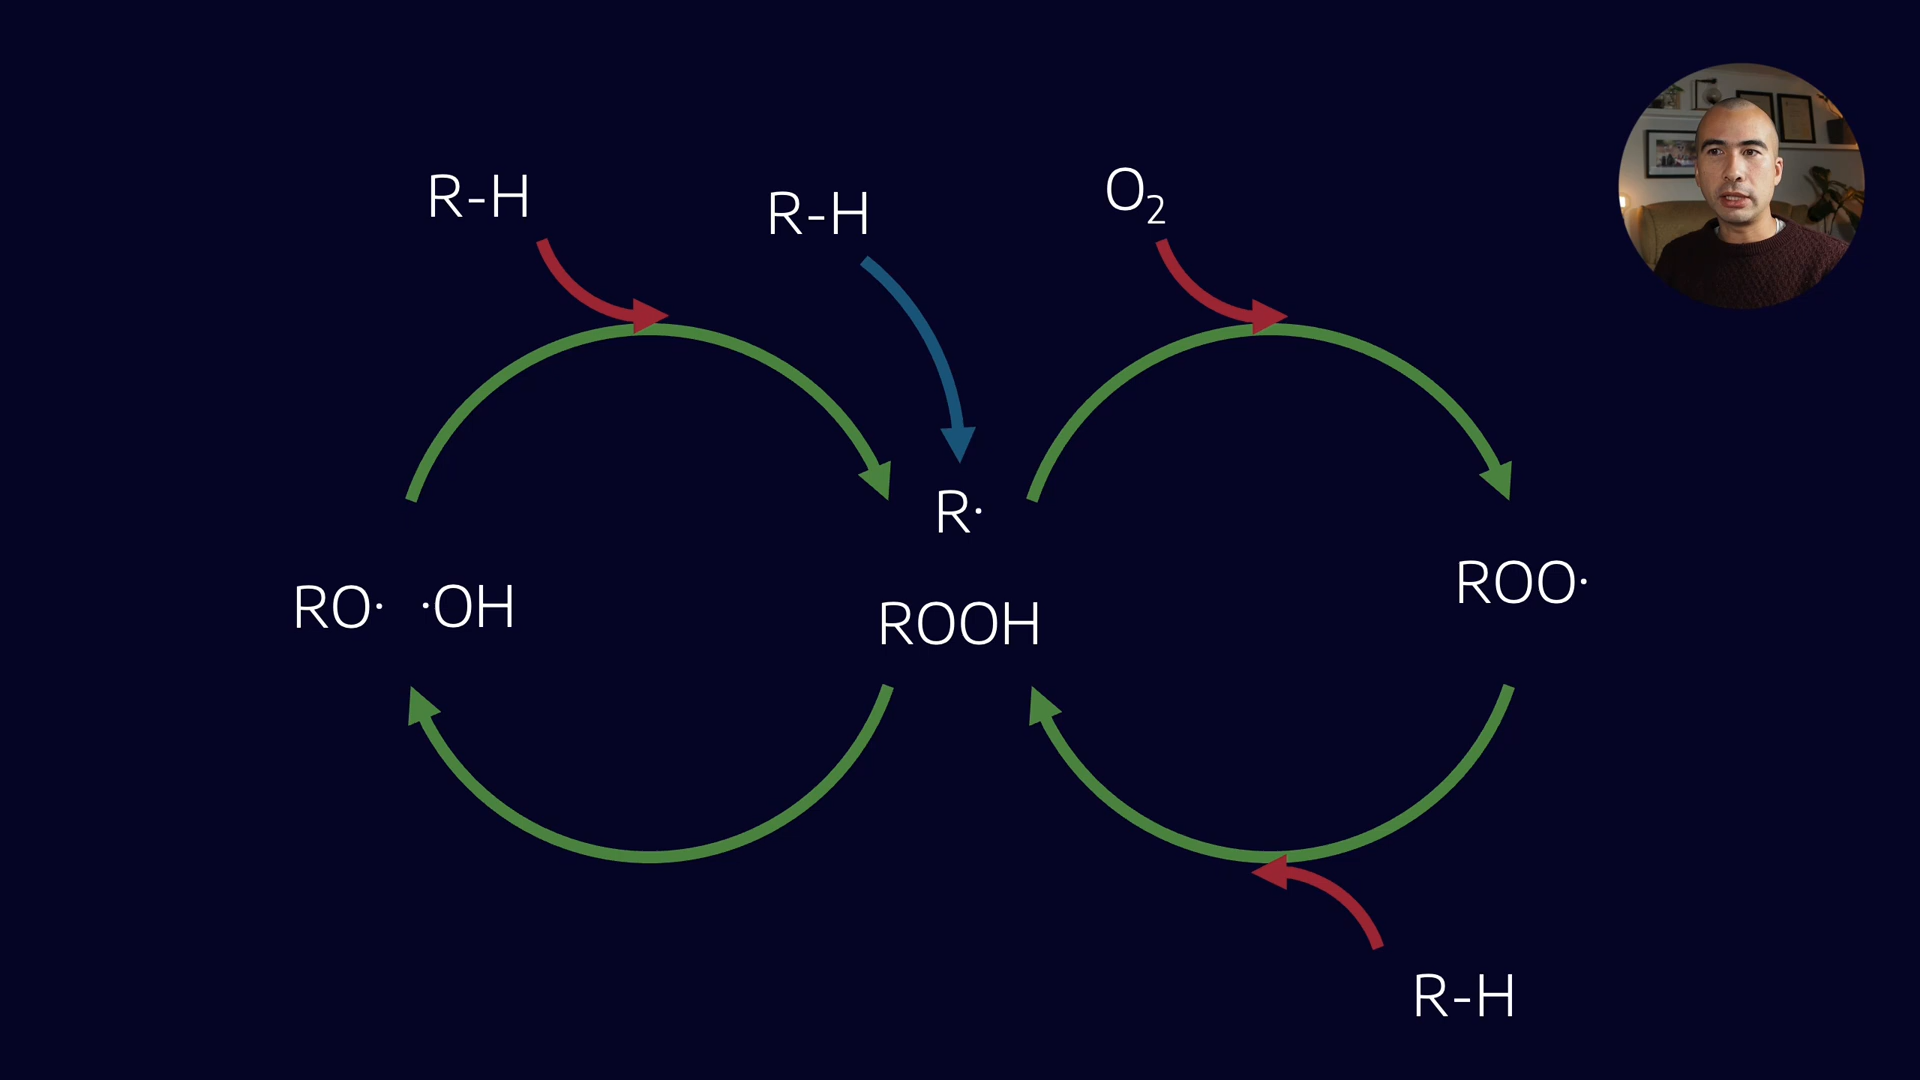 R-H
R-H
O₂
R·
RO· ·OH
ROOH
ROO·
R-H